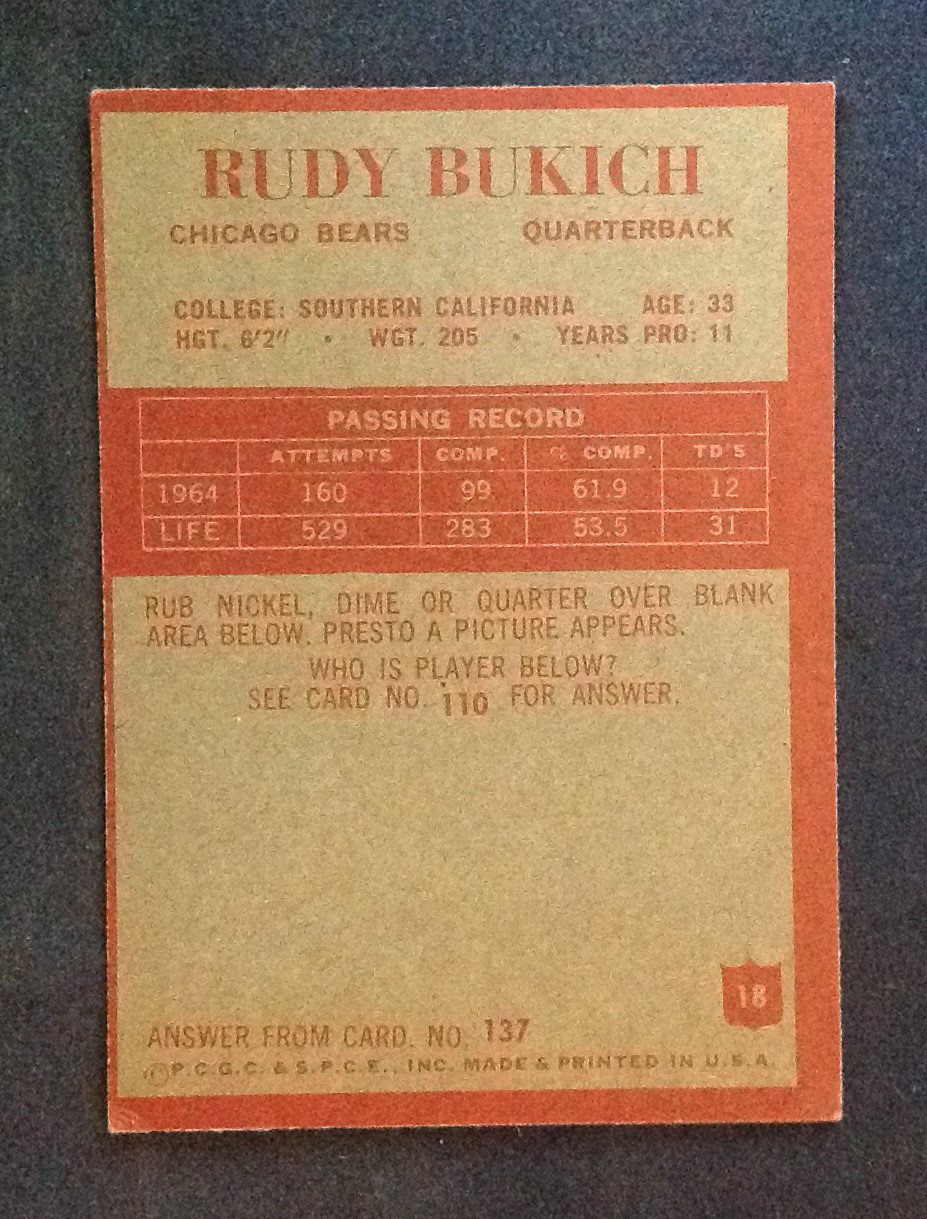 RUDY BUKICH
CHICAGO BEARS QUARTERBACK
COLLEGE: SOUTHERN CALIFORNIA AGE: 33
HGT. 6'2" • WGT. 205 • YEARS PRO: 11
PASSING RECORD
ATTEMPTS COMP. % COMP. TD'S
1964 160 99 61.9 12
LIFE 529 283 53.5 31
RUB NICKEL, DIME OR QUARTER OVER BLANK
AREA BELOW. PRESTO A PICTURE APPEARS.
WHO IS PLAYER BELOW?
SEE CARD NO. 110 FOR ANSWER.
18
ANSWER FROM CARD. NO. 137
©P.C.G.C. & S.P.C.E., INC. MADE & PRINTED IN U.S.A.